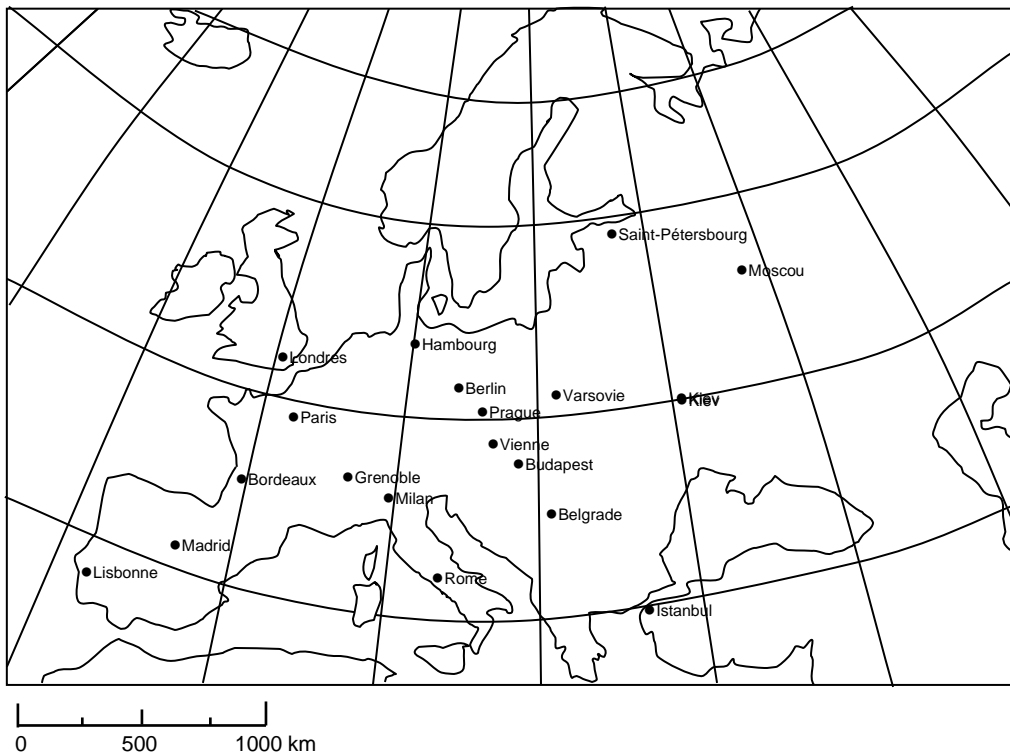 Saint-Pétersbourg
Moscou
Hambourg
Londres
Berlin
Varsovie
Kiev
Kiev
Prague
Paris
Vienne
Budapest
Bordeaux
Grenoble
Milan
Belgrade
Madrid
Lisbonne
Rome
Istanbul
0 500 1000 km